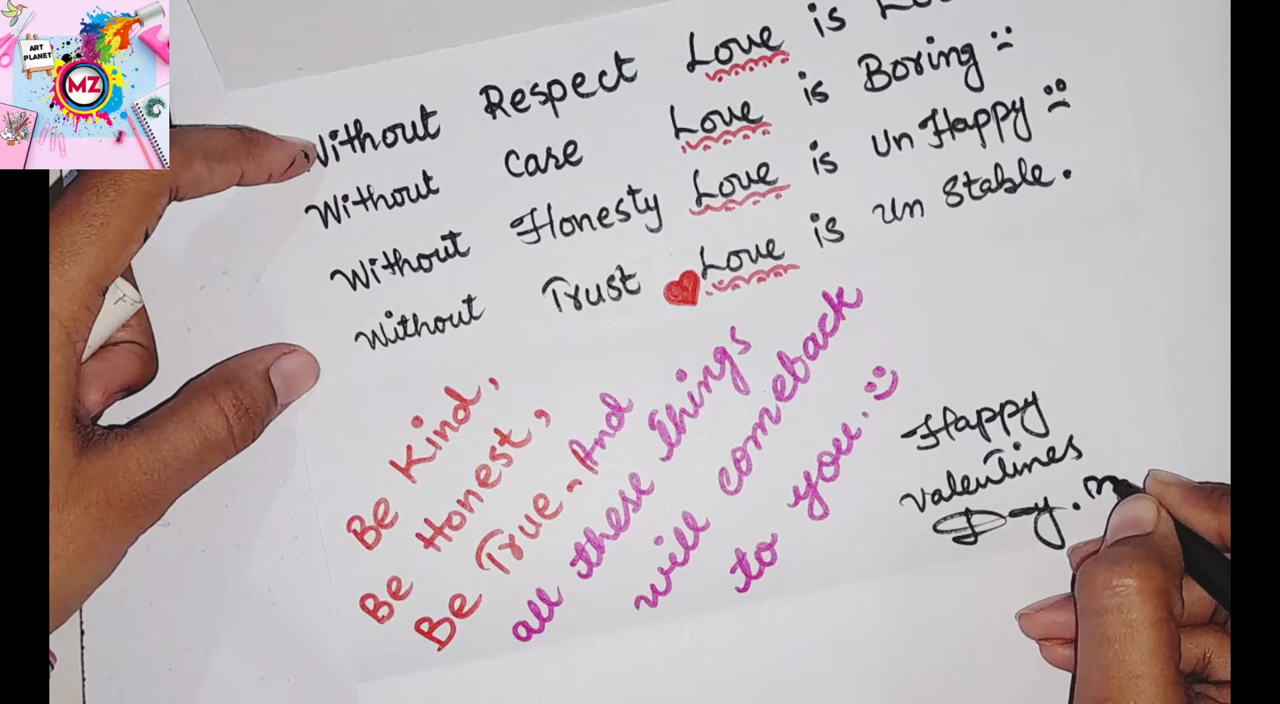 ART
PLANET
MZ
Without Respect Love is
Without Care Love is Boring
Without Honesty Love is Un Happy
Without Trust Love is Un Stable.
Be Kind,
Be Honest,
Be True - And
all these things
will comeback
to you.
Happy
Valentines
Day.